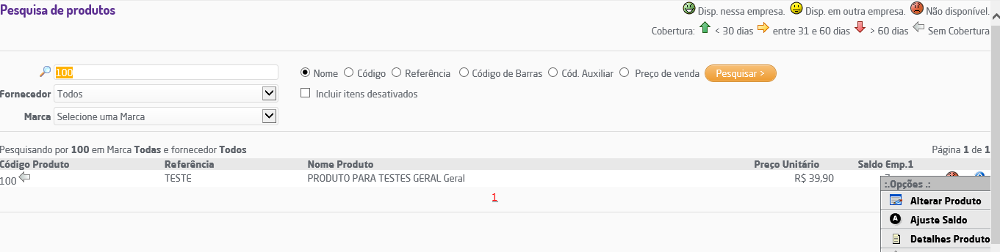 Pesquisa de produtos
Disp. nessa empresa. Disp. em outra empresa. Não disponível.
Cobertura: < 30 dias entre 31 e 60 dias > 60 dias Sem Cobertura
100 Nome Código Referência Código de Barras Cód. Auxiliar Preço de venda Pesquisar >
Fornecedor Todos Incluir itens desativados
Marca Selecione uma Marca
Pesquisando por 100 em Marca Todas e fornecedor Todos Página 1 de 1
Código Produto Referência Nome Produto Preço Unitário Saldo Emp.1
100 TESTE PRODUTO PARA TESTES GERAL Geral R$ 39,90
1
:.Opções .:
Alterar Produto
A Ajuste Saldo
Detalhes Produto